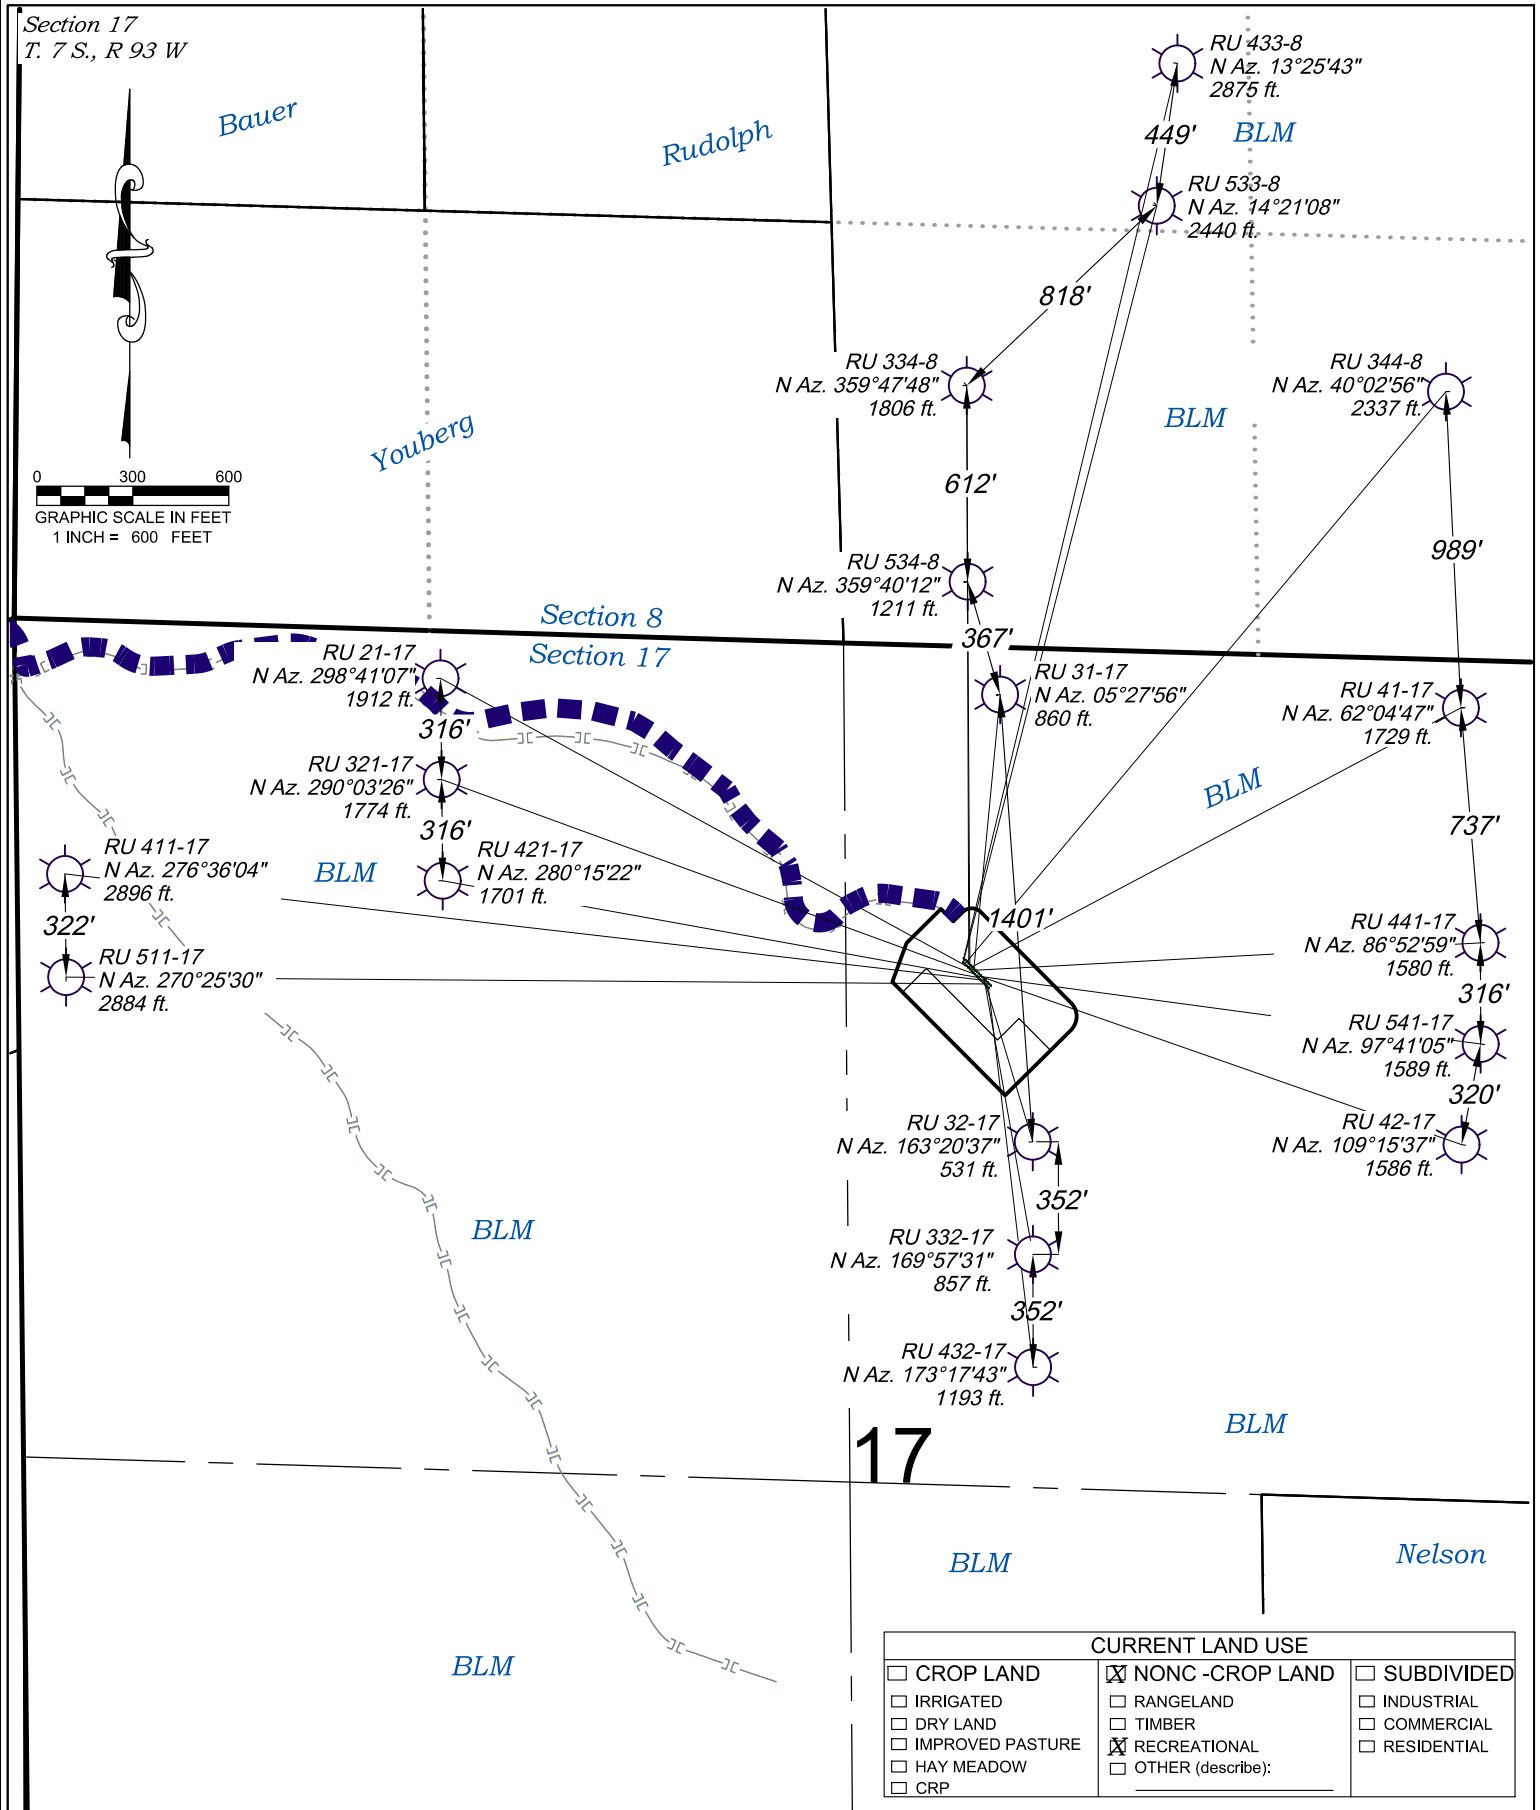 Section 17
T. 7 S., R 93 W
Bauer
Rudolph
RU 433-8
N Az. 13°25'43"
2875 ft.
449'
BLM
RU 533-8
N Az. 14°21'08"
2440 ft.
818'
RU 334-8
N Az. 359°47'48"
1806 ft.
RU 344-8
N Az. 40°02'56"
2337 ft.
BLM
Youberg
0 300 600
GRAPHIC SCALE IN FEET
1 INCH = 600 FEET
612'
989'
RU 534-8
N Az. 359°40'12"
1211 ft.
Section 8
Section 17
367'
RU 21-17
N Az. 298°41'07"
1912 ft.
RU 31-17
N Az. 05°27'56"
860 ft.
RU 41-17
N Az. 62°04'47"
1729 ft.
316'
RU 321-17
N Az. 290°03'26"
1774 ft.
BLM
316'
737'
RU 411-17
N Az. 276°36'04"
2896 ft.
BLM
RU 421-17
N Az. 280°15'22"
1701 ft.
322'
1401'
RU 441-17
N Az. 86°52'59"
1580 ft.
RU 511-17
N Az. 270°25'30"
2884 ft.
316'
RU 541-17
N Az. 97°41'05"
1589 ft.
320'
RU 32-17
N Az. 163°20'37"
531 ft.
RU 42-17
N Az. 109°15'37"
1586 ft.
352'
BLM
RU 332-17
N Az. 169°57'31"
857 ft.
352'
RU 432-17
N Az. 173°17'43"
1193 ft.
BLM
17
BLM
Nelson
BLM
CURRENT LAND USE
CROP LAND
IRRIGATED
DRY LAND
IMPROVED PASTURE
HAY MEADOW
CRP
X NONC -CROP LAND
RANGELAND
TIMBER
X RECREATIONAL
OTHER (describe):
SUBDIVIDED
INDUSTRIAL
COMMERCIAL
RESIDENTIAL